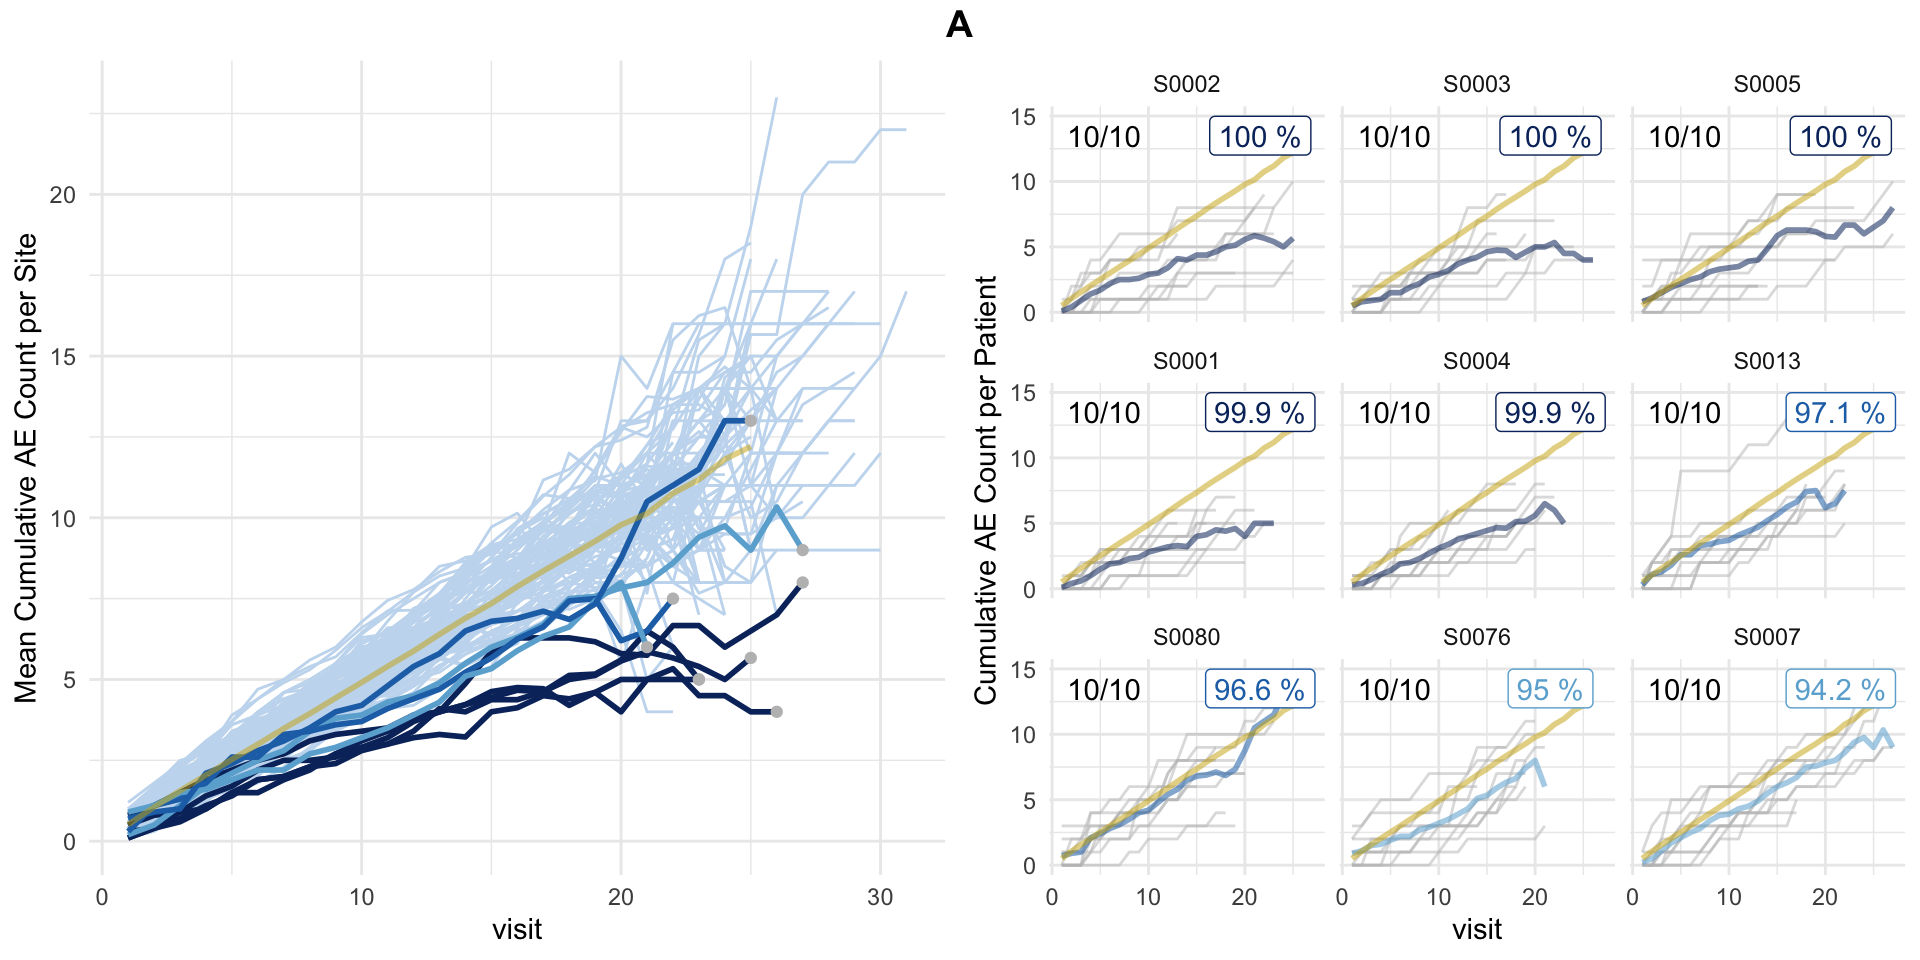 A
Mean Cumulative AE Count per Site
20
15
10
5
0
0 10 20 30
visit
Cumulative AE Count per Patient
S0002 S0003 S0005
15
10
5
0
10/10 100 % 10/10 100 % 10/10 100 %
S0001 S0004 S0013
15
10
5
0
10/10 99.9 % 10/10 99.9 % 10/10 97.1 %
S0080 S0076 S0007
15
10
5
0
10/10 96.6 % 10/10 95 % 10/10 94.2 %
0 10 20 0 10 20 0 10 20
visit